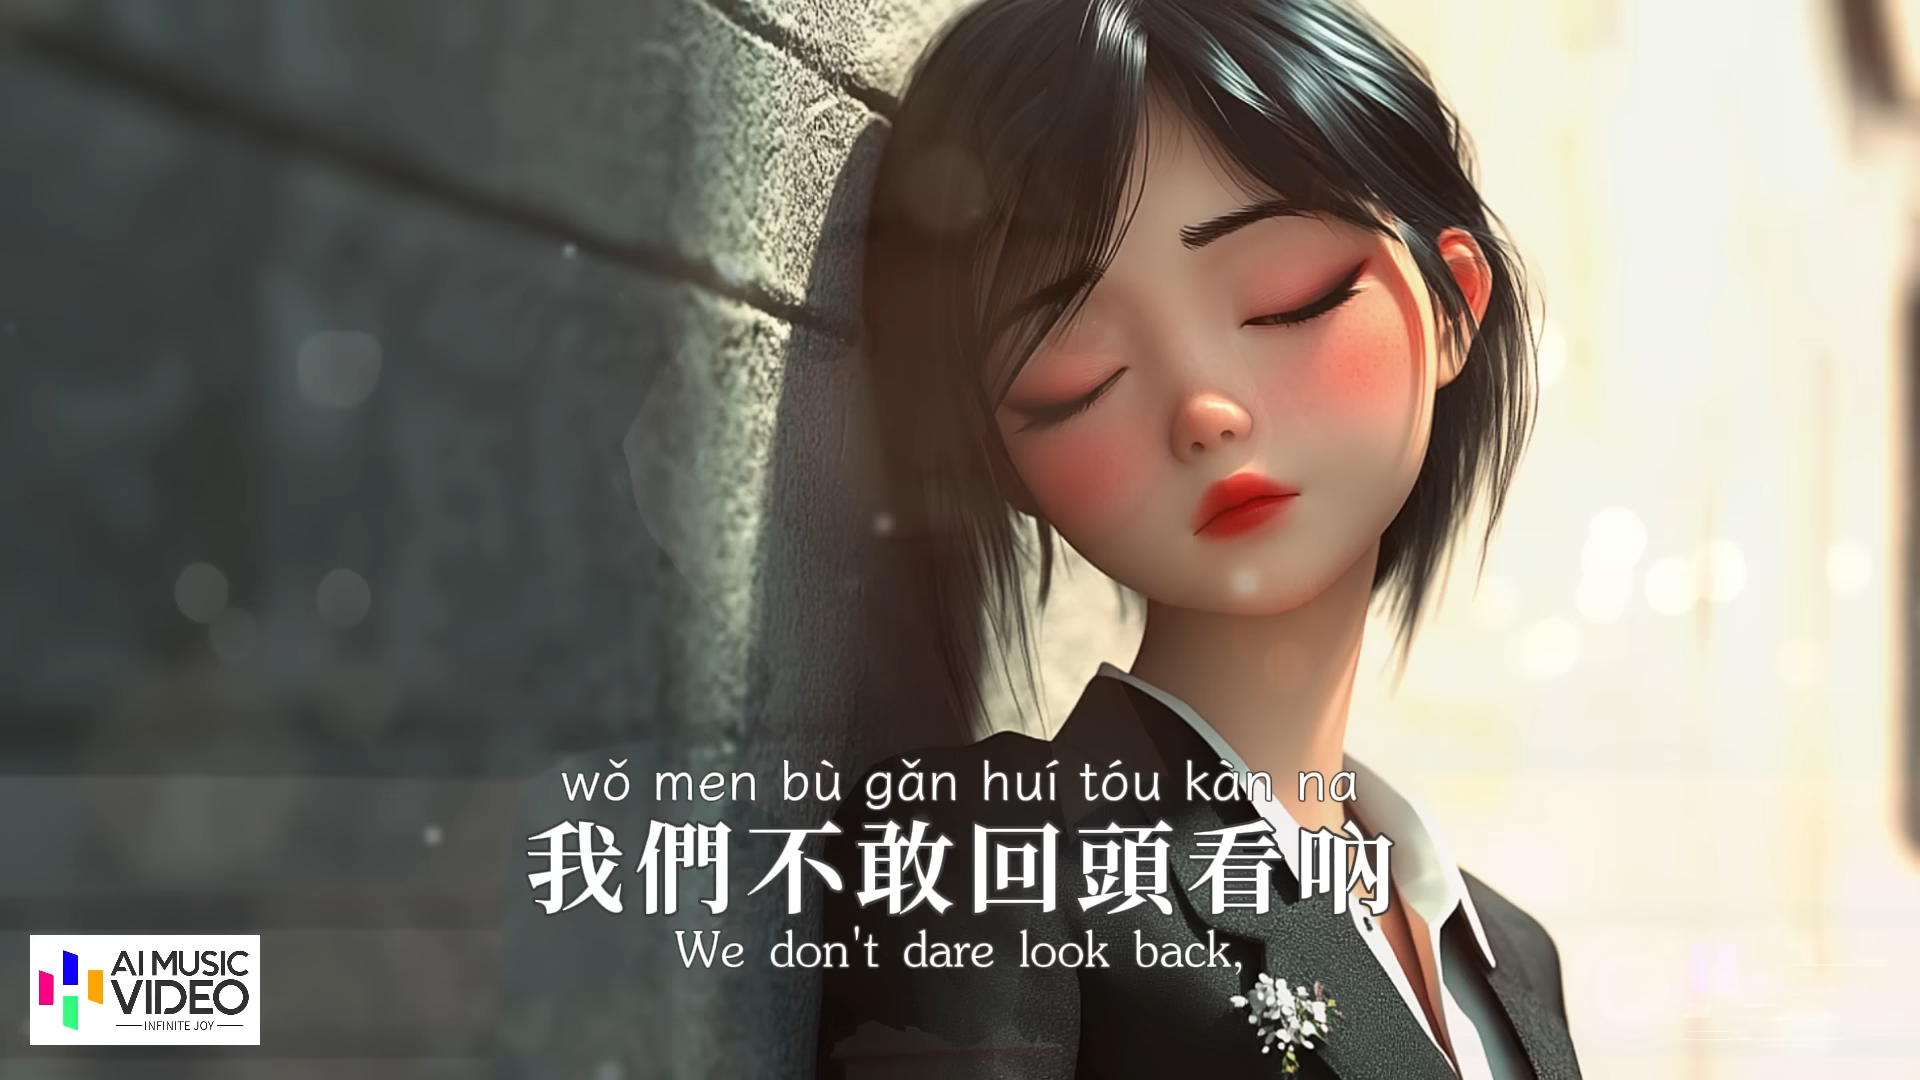 wǒ men bù gǎn huí tóu kàn na
我們不敢回頭看吶
We don't dare look back,
AI MUSIC
VIDEO
INFINITE JOY